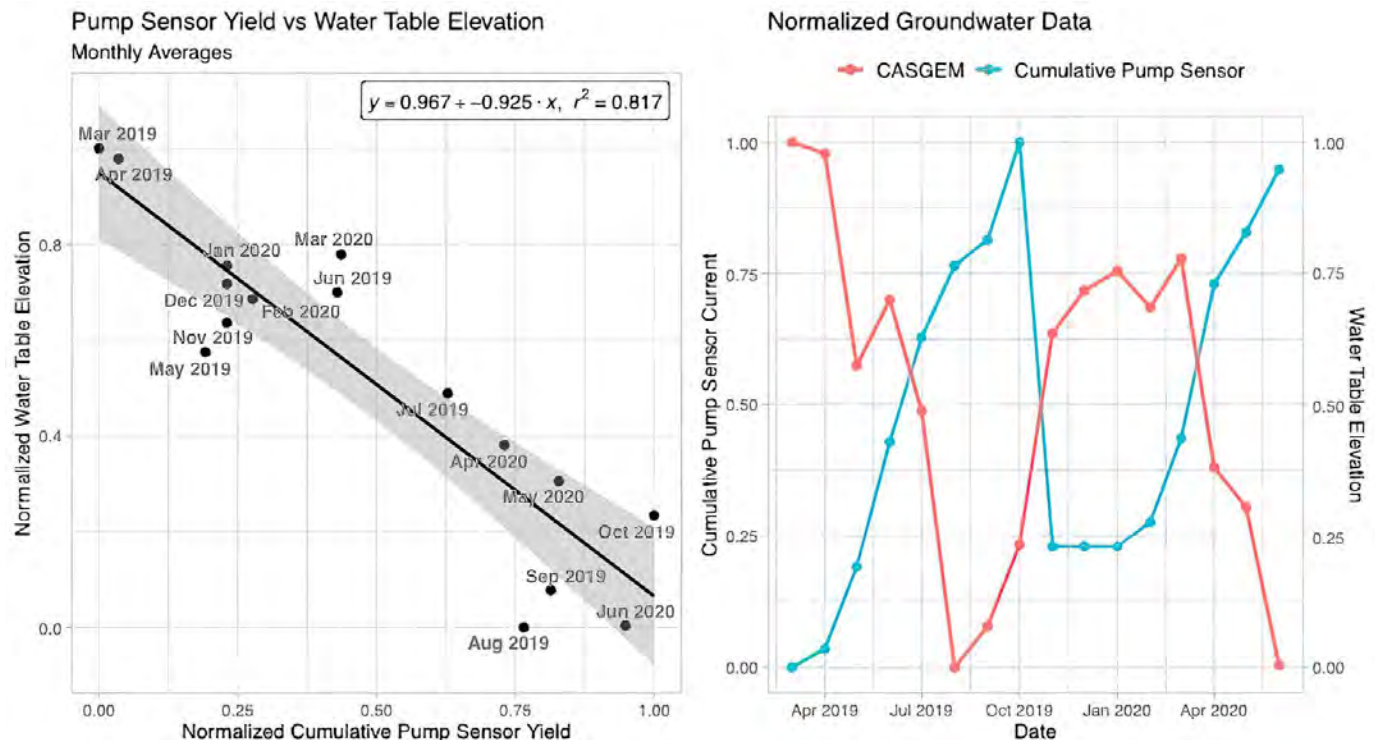 Pump Sensor Yield vs Water Table Elevation
Monthly Averages
y = 0.967 + −0.925 · x, r² = 0.817
Mar 2019
Apr 2019
Jan 2020
Mar 2020
Jun 2019
Dec 2019
Feb 2020
Nov 2019
May 2019
Jul 2019
Apr 2020
May 2020
Oct 2019
Sep 2019
Jun 2020
Aug 2019
0.8
0.4
0.0
Normalized Water Table Elevation
0.00 0.25 0.50 0.75 1.00
Normalized Cumulative Pump Sensor Yield
Normalized Groundwater Data
CASGEM Cumulative Pump Sensor
1.00
0.75
0.50
0.25
0.00
Cumulative Pump Sensor Current
1.00
0.75
0.50
0.25
0.00
Water Table Elevation
Apr 2019 Jul 2019 Oct 2019 Jan 2020 Apr 2020
Date